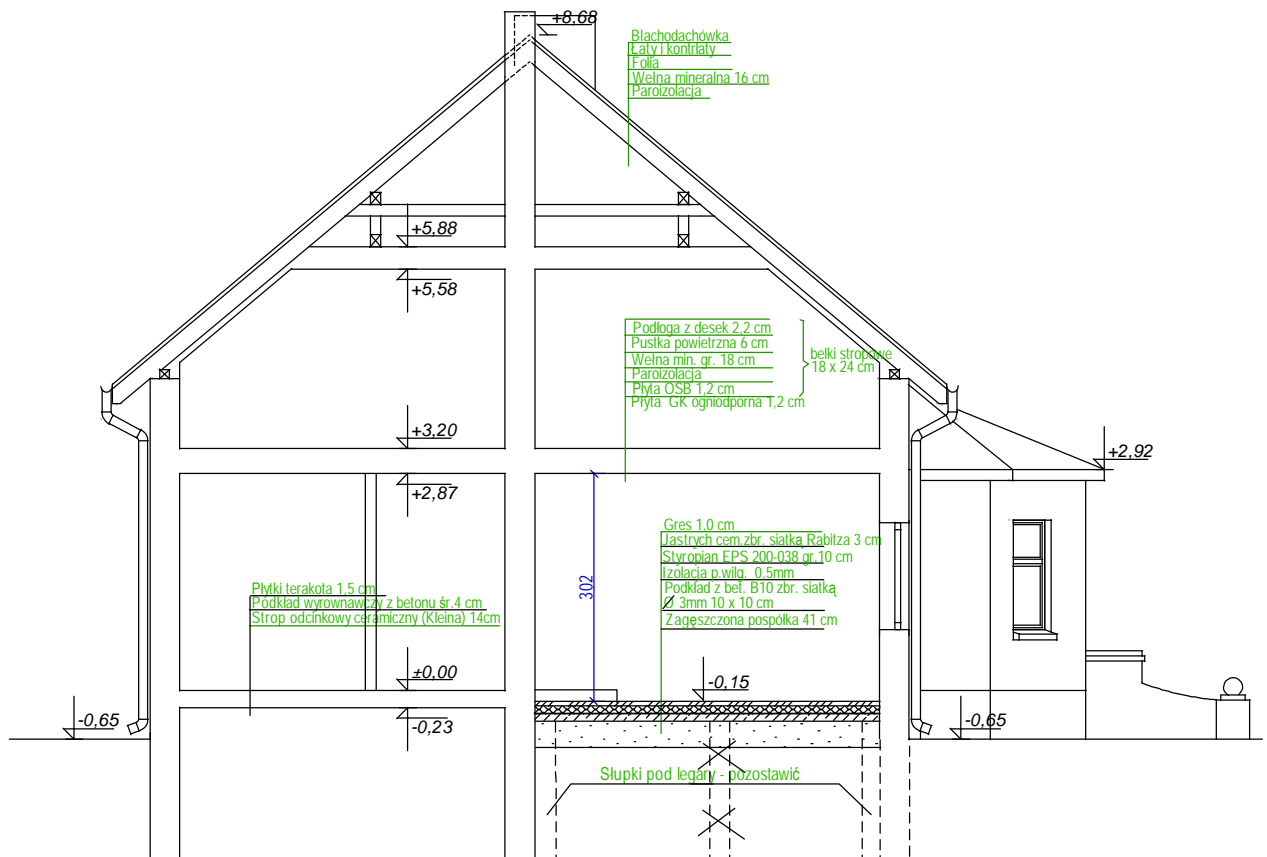 +8,68
Blachodachówka
Łaty i kontrłaty
Folia
Wełna mineralna 16 cm
Paroizolacja
+5,88
+5,58
Podłoga z desek 2,2 cm
Pustka powietrzna 6 cm
Wełna min. gr. 18 cm
Paroizolacja
Płyta OSB 1,2 cm
Płyta GK ogniodporna 1,2 cm
belki stropowe
18 x 24 cm
+3,20
+2,87
+2,92
302
Gres 1,0 cm
Jastrych cem.zbr. siatką Rabitza 3 cm
Styropian EPS 200-038 gr.10 cm
Izolacja p.wilg. 0,5mm
Podkład z bet. B10 zbr. siatką
Ø 3mm 10 x 10 cm
Zagęszczona pospółka 41 cm
Płytki terakota 1,5 cm
Podkład wyrownawczy z betonu śr.4 cm
Strop odcinkowy ceramiczny (Kleina) 14cm
±0,00
-0,15
-0,65
-0,23
-0,65
Słupki pod legary - pozostawić